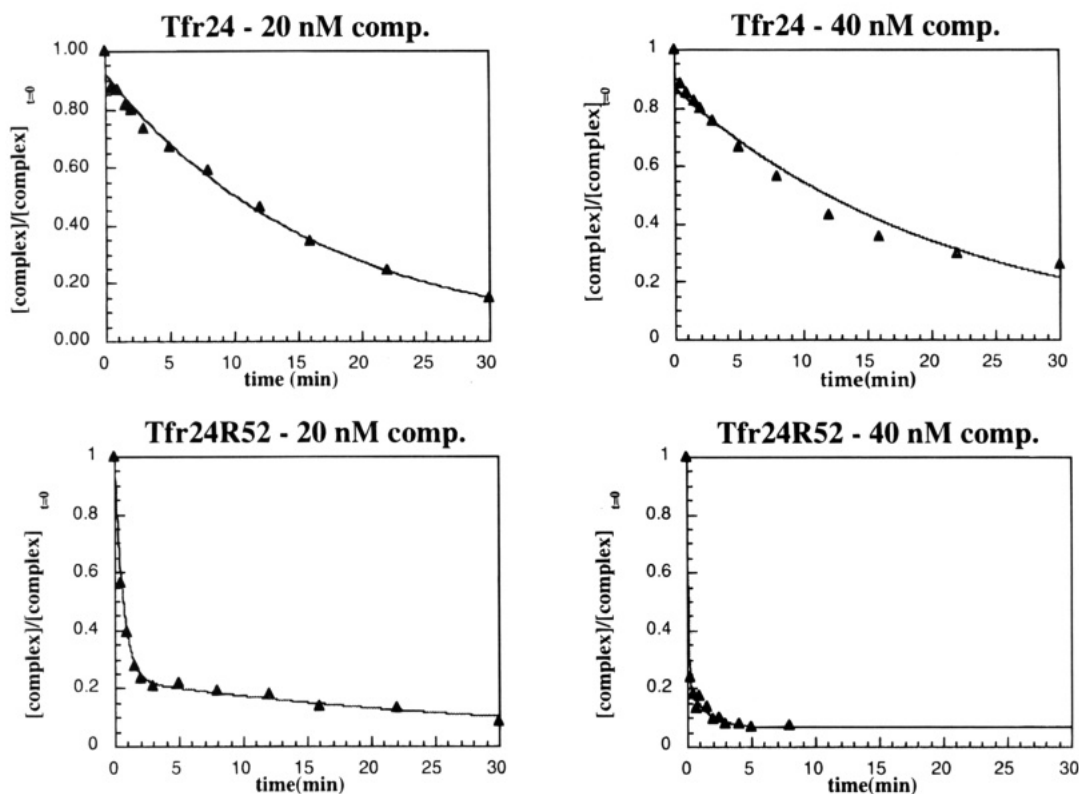 Tfr24 - 20 nM comp.
[complex]/[complex] t=0
1.00
0.80
0.60
0.40
0.20
0.00
0 5 10 15 20 25 30
time (min)
Tfr24 - 40 nM comp.
[complex]/[complex] t=0
1
0.8
0.6
0.4
0.2
0
0 5 10 15 20 25 30
time(min)
Tfr24R52 - 20 nM comp.
[complex]/[complex] t=0
1
0.8
0.6
0.4
0.2
0
0 5 10 15 20 25 30
time(min)
Tfr24R52 - 40 nM comp.
[complex]/[complex] t=0
1
0.8
0.6
0.4
0.2
0
0 5 10 15 20 25 30
time(min)